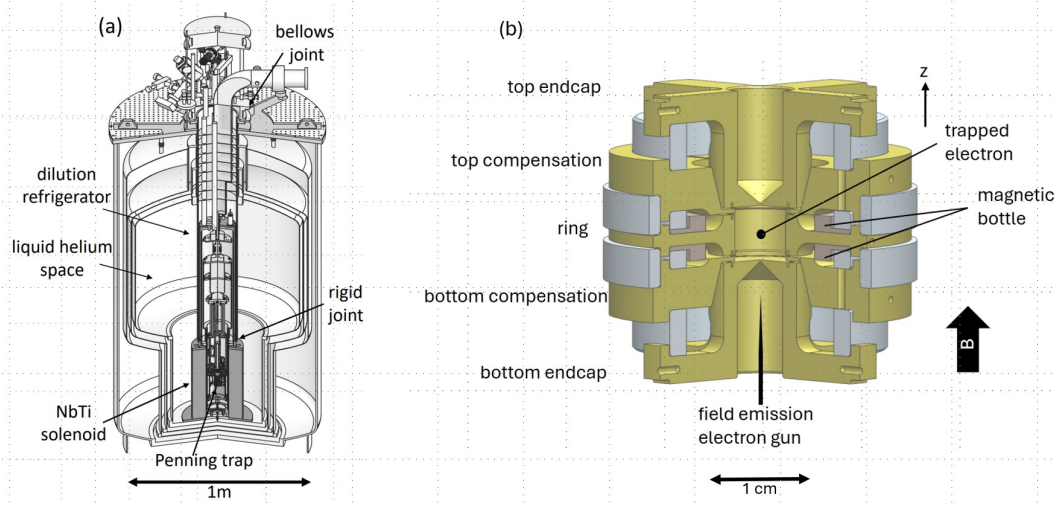 (a)
bellows
joint
dilution
refrigerator
liquid helium
space
rigid
joint
NbTi
solenoid
Penning trap
1m
(b)
top endcap
z
trapped
electron
top compensation
magnetic
bottle
ring
bottom compensation
B
bottom endcap
field emission
electron gun
1 cm